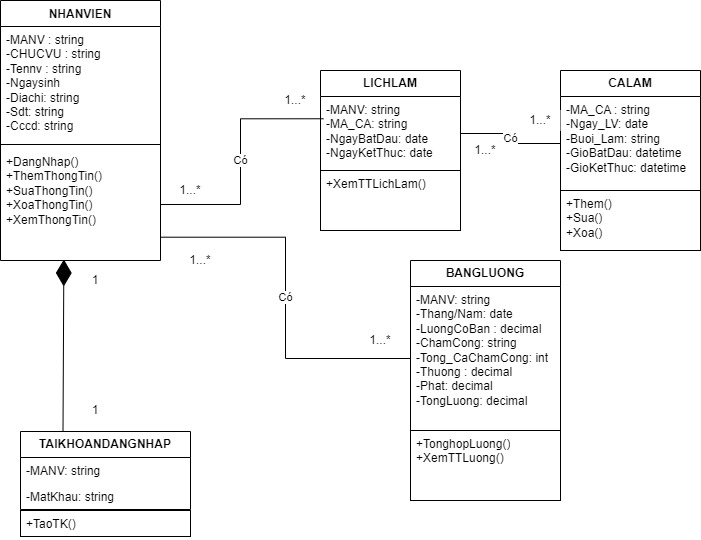 NHANVIEN
-MANV : string
-CHUCVU : string
-Tennv : string
-Ngaysinh
-Diachi: string
-Sdt: string
-Cccd: string
+DangNhap()
+ThemThongTin()
+SuaThongTin()
+XoaThongTin()
+XemThongTin()
1...*
Có
1...*
LICHLAM
-MANV: string
-MA_CA: string
-NgayBatDau: date
-NgayKetThuc: date
+XemTTLichLam()
1...*
Có
1...*
CALAM
-MA_CA : string
-Ngay_LV: date
-Buoi_Lam: string
-GioBatDau: datetime
-GioKetThuc: datetime
+Them()
+Sua()
+Xoa()
1...*
Có
1...*
BANGLUONG
-MANV: string
-Thang/Nam: date
-LuongCoBan : decimal
-ChamCong: string
-Tong_CaChamCong: int
-Thuong : decimal
-Phat: decimal
-TongLuong: decimal
+TonghopLuong()
+XemTTLuong()
1
1
TAIKHOANDANGNHAP
-MANV: string
-MatKhau: string
+TaoTK()